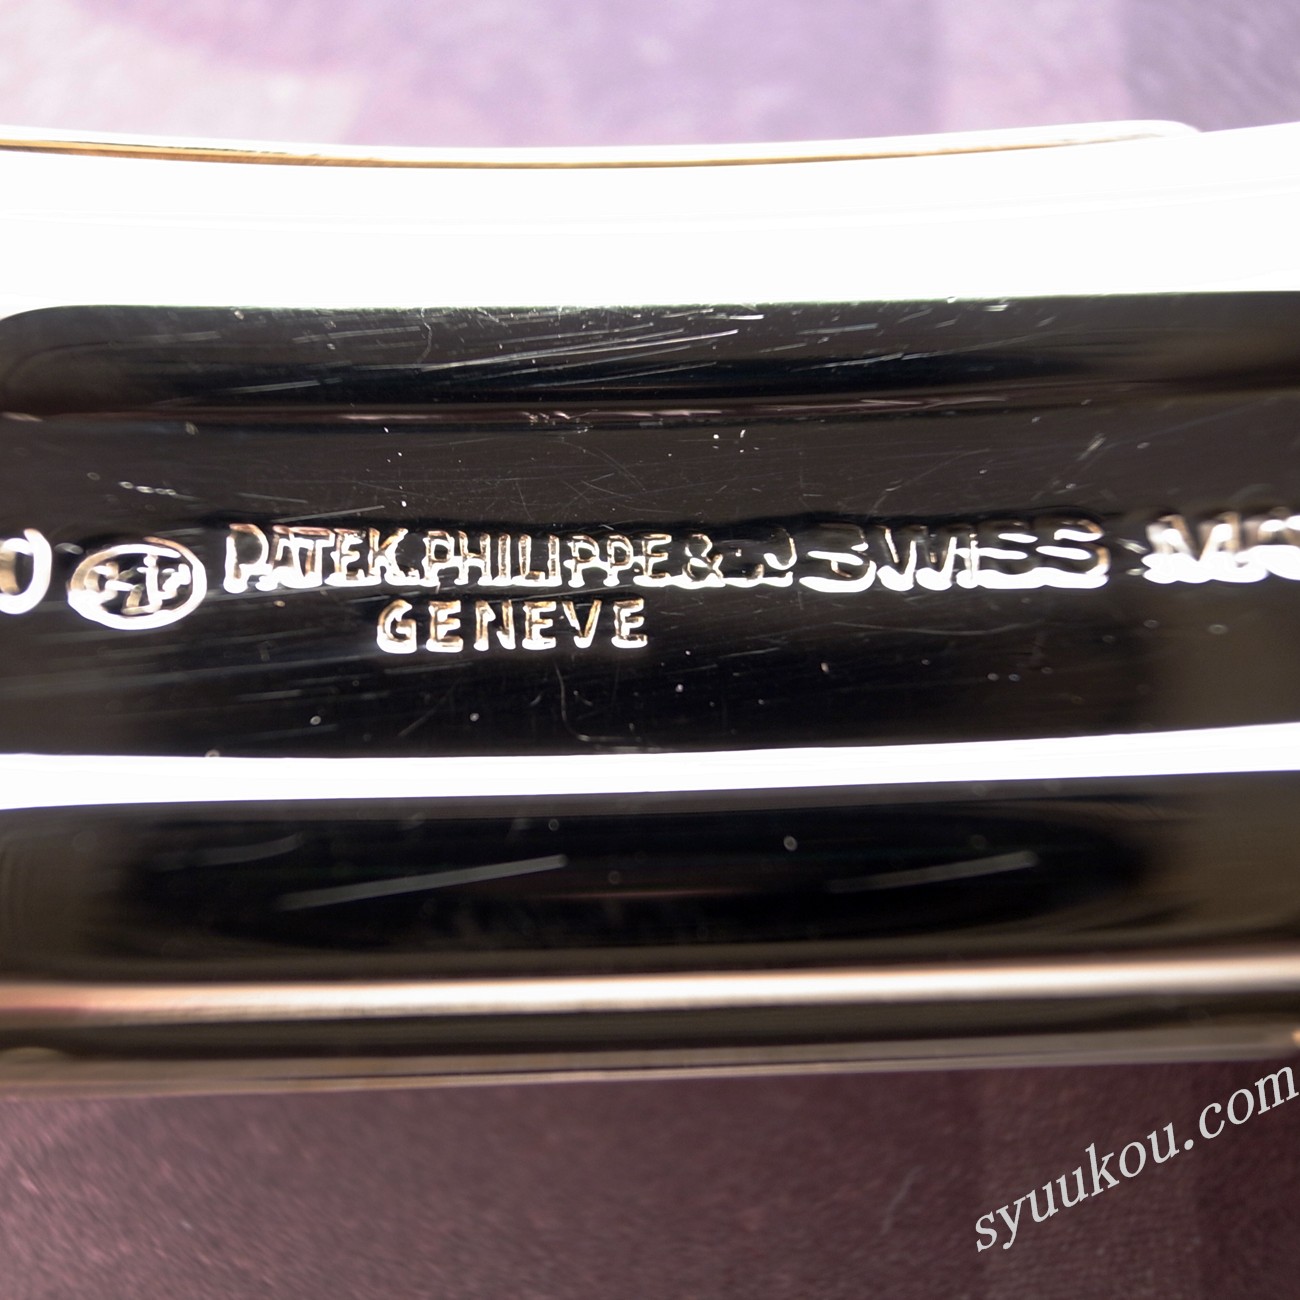 PATEK PHILIPPE & SWISS
GENEVE
syuukou.com